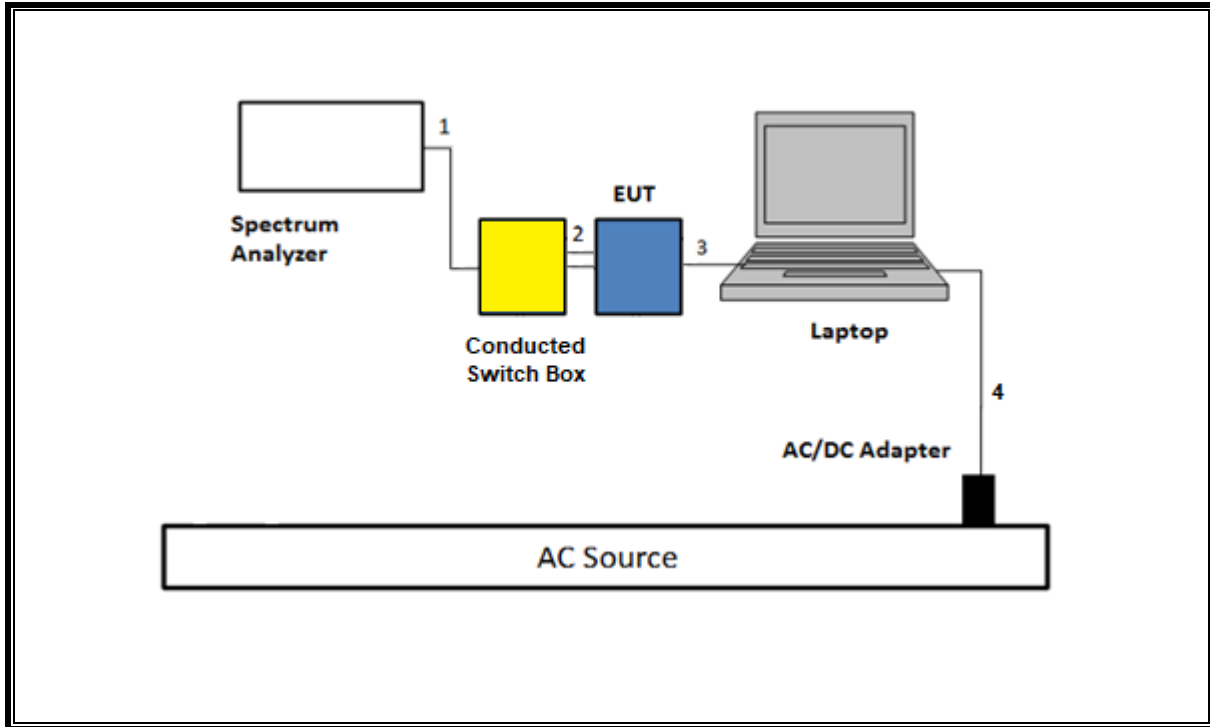 1
Spectrum
Analyzer
2
EUT
3
Conducted
Switch Box
Laptop
4
AC/DC Adapter
AC Source